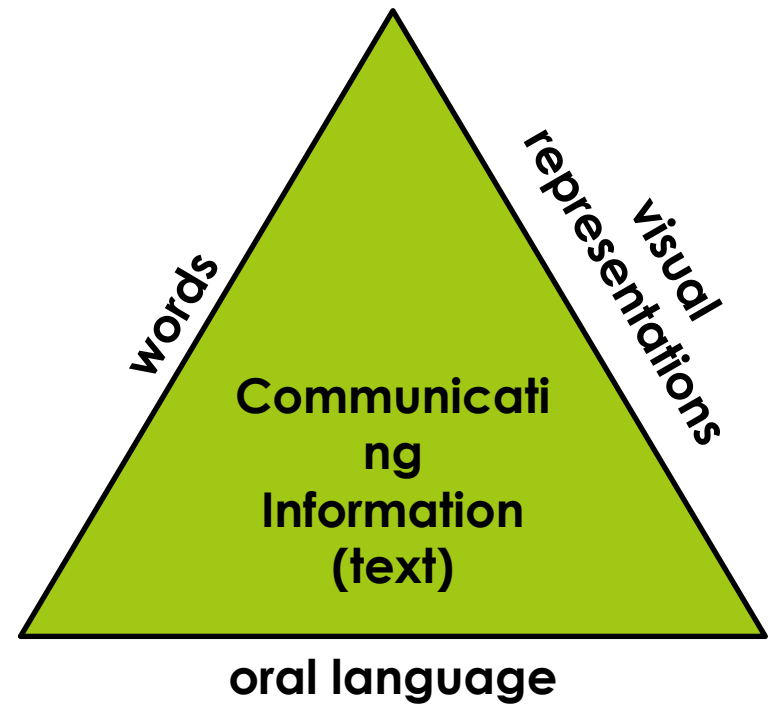 words
visual
representations
Communicati
ng
Information
(text)
oral language